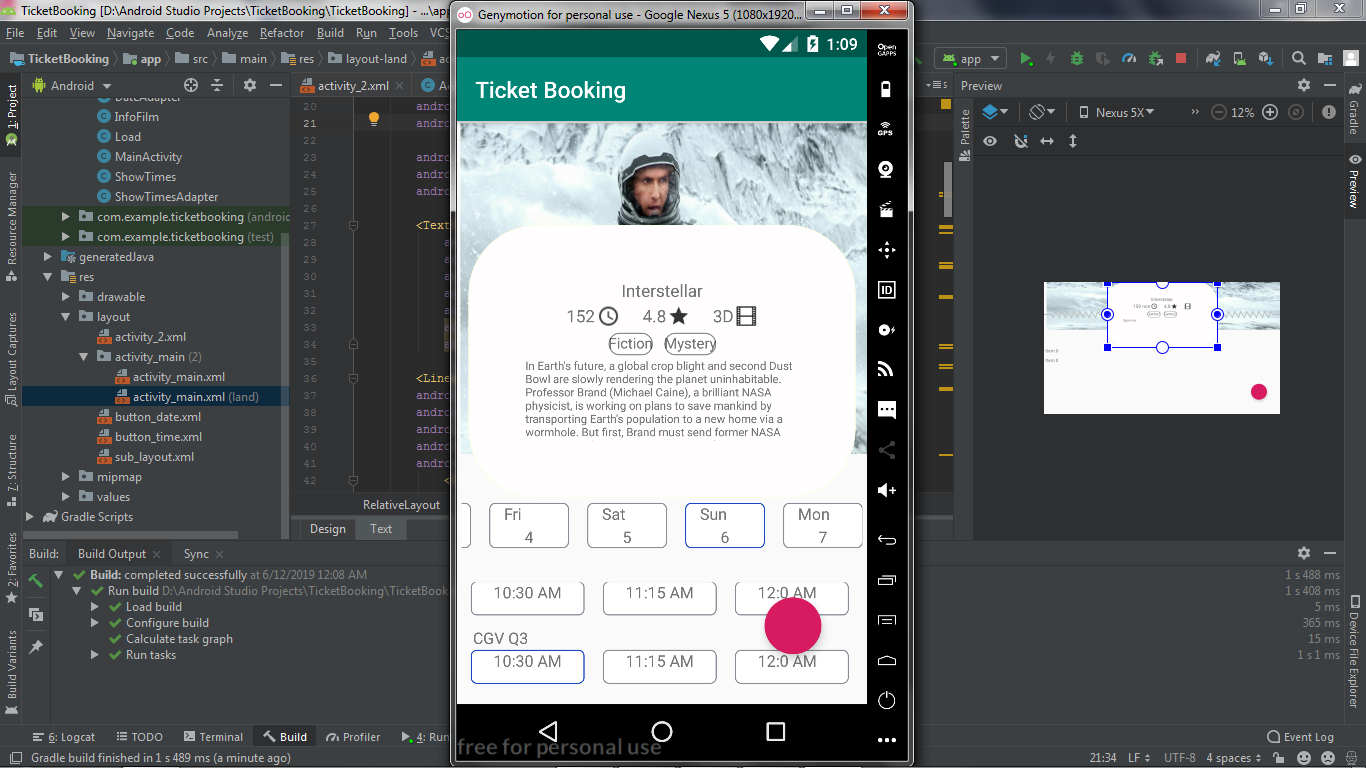 TicketBooking [D:\Android Studio Projects\TicketBooking\TicketBooking] - ...\app
File Edit View Navigate Code Analyze Refactor Build Run Tools VCS
TicketBooking app src main res layout-land
app
Android
activity_2.xml
DateAdapter
InfoFilm
Load
MainActivity
ShowTimes
ShowTimesAdapter
com.example.ticketbooking (android
com.example.ticketbooking (test)
generatedJava
res
drawable
layout
activity_2.xml
activity_main (2)
activity_main.xml
activity_main.xml (land)
button_date.xml
button_time.xml
sub_layout.xml
mipmap
values
Gradle Scripts
1: Project
Resource Manager
Layout Captures
7: Structure
2: Favorites
Build Variants
20 andro
21 andro
22
23 andro
24 andro
25 andro
26
27 <Text
28 a
29 a
30 a
31 a
32 a
33 a
34 a
35
36 <Line
37 andro
38 andro
39 andro
40 andro
41 andro
42 <
RelativeLayout
Design Text
Genymotion for personal use - Google Nexus 5 (1080x1920...
1:09
Ticket Booking
Interstellar
152 4.8 3D
Fiction Mystery
In Earth's future, a global crop blight and second Dust
Bowl are slowly rendering the planet uninhabitable.
Professor Brand (Michael Caine), a brilliant NASA
physicist, is working on plans to save mankind by
transporting Earth's population to a new home via a
wormhole. But first, Brand must send former NASA
Fri Sat Sun Mon
4 5 6 7
10:30 AM 11:15 AM 12:0 AM
CGV Q3
10:30 AM 11:15 AM 12:0 AM
free for personal use
Open
GAPPS
GPS
ID
Preview
Palette
Nexus 5X 12%
Interstellar
159 min 4.8
Item 0
Item 0
Gradle
Preview
Device File Explorer
Build: Build Output Sync
Build: completed successfully at 6/12/2019 12:08 AM
Run build D:\Android Studio Projects\TicketBooking\TicketBook
Load build
Configure build
Calculate task graph
Run tasks
1 s 488 ms
1 s 408 ms
5 ms
365 ms
15 ms
1 s 1 ms
6: Logcat TODO Terminal Build Profiler 4: Run
Event Log
Gradle build finished in 1 s 489 ms (a minute ago)
21:34 LF UTF-8 4 spaces